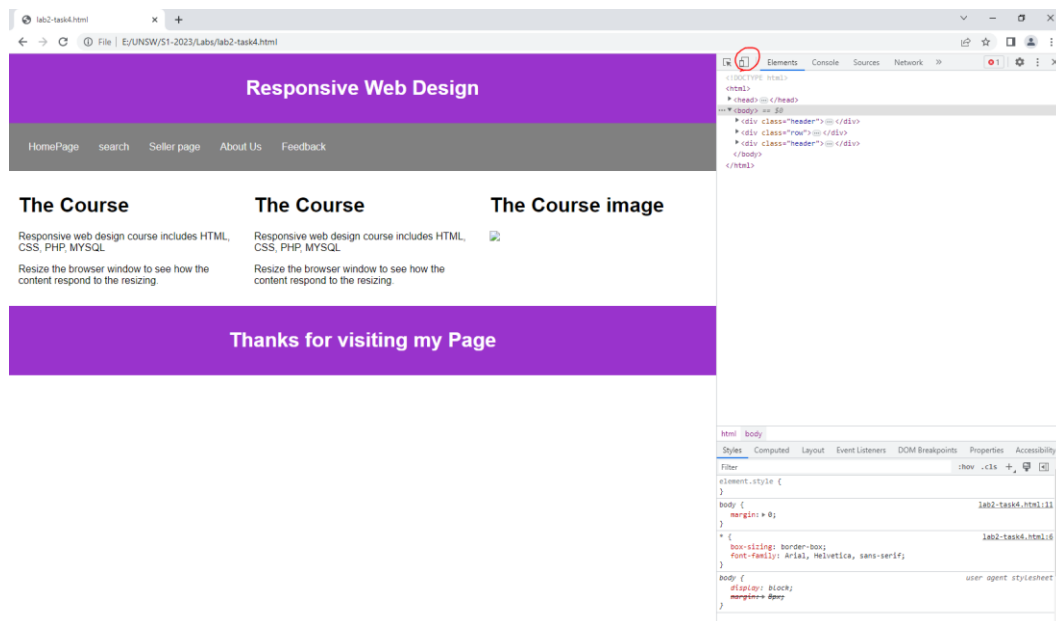 lab2-task4.html
File | E:/UNSW/S1-2023/Labs/lab2-task4.html
Responsive Web Design
HomePage search Seller page About Us Feedback
The Course
Responsive web design course includes HTML,
CSS, PHP, MYSQL
Resize the browser window to see how the
content respond to the resizing.
The Course
Responsive web design course includes HTML,
CSS, PHP, MYSQL
Resize the browser window to see how the
content respond to the resizing.
The Course image
Thanks for visiting my Page
Elements Console Sources Network » 1
<!DOCTYPE html>
<html>
<head> … </head>
… <body> == $0
<div class="header"> … </div>
<div class="row"> … </div>
<div class="header"> … </div>
</body>
</html>
html body
Styles Computed Layout Event Listeners DOM Breakpoints Properties Accessibility
Filter :hov .cls +
element.style {
}
body { lab2-task4.html:11
margin: 0;
}
* { lab2-task4.html:6
box-sizing: border-box;
font-family: Arial, Helvetica, sans-serif;
}
body { user agent stylesheet
display: block;
margin: 8px;
}